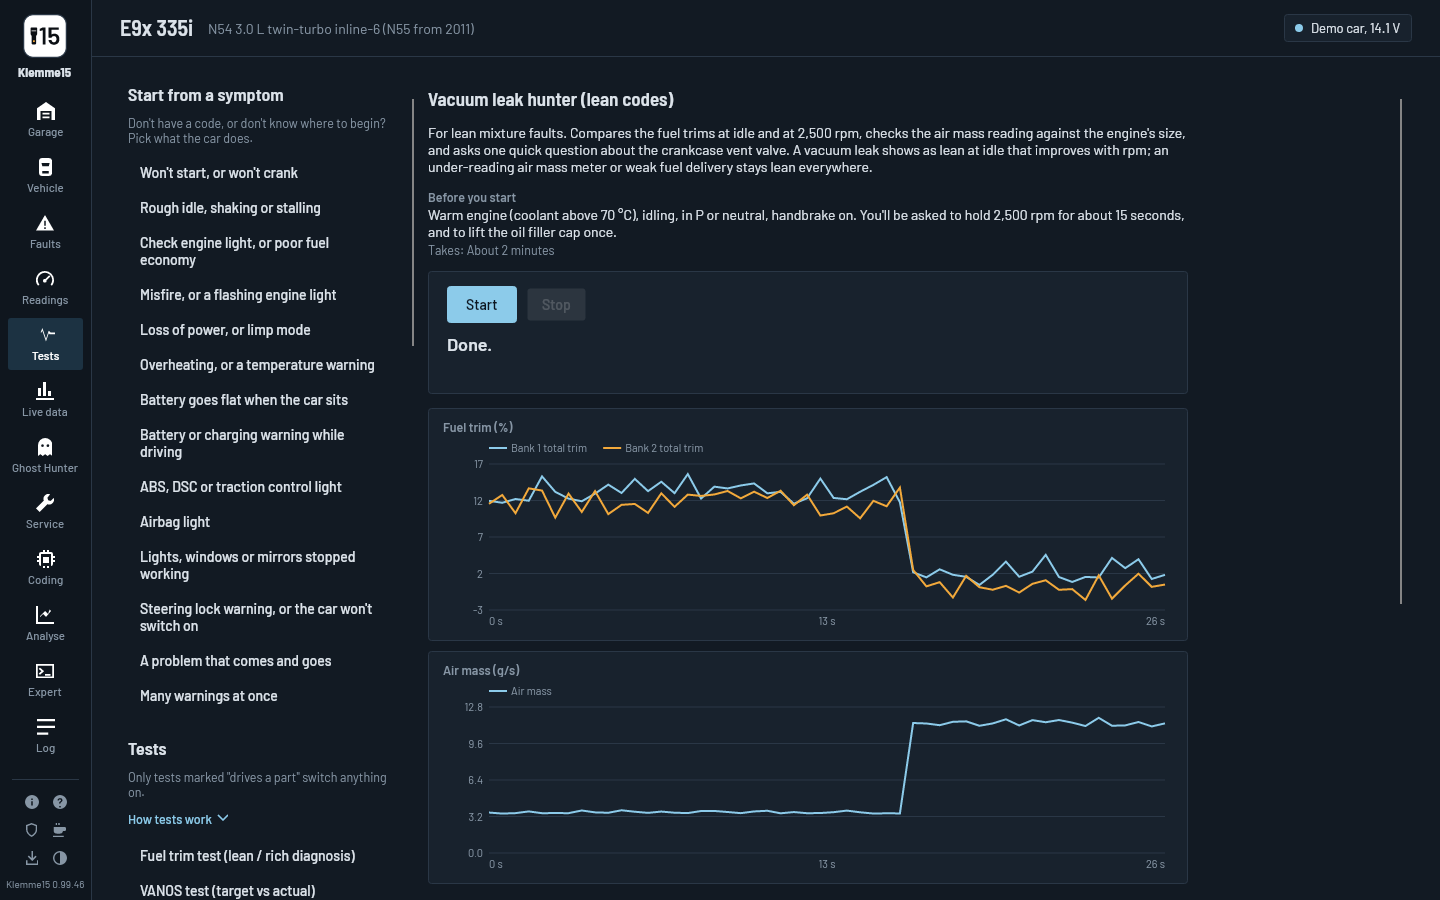 E9x 335i
N54 3.0 L twin-turbo inline-6 (N55 from 2011)
Demo car, 14.1 V
15
Klemme15
Garage
Vehicle
Faults
Readings
Tests
Live data
Ghost Hunter
Service
Coding
Analyse
Expert
Log
Klemme15 0.99.46
Start from a symptom
Don't have a code, or don't know where to begin?
Pick what the car does.
Won't start, or won't crank
Rough idle, shaking or stalling
Check engine light, or poor fuel
economy
Misfire, or a flashing engine light
Loss of power, or limp mode
Overheating, or a temperature warning
Battery goes flat when the car sits
Battery or charging warning while
driving
ABS, DSC or traction control light
Airbag light
Lights, windows or mirrors stopped
working
Steering lock warning, or the car won't
switch on
A problem that comes and goes
Many warnings at once
Tests
Only tests marked "drives a part" switch anything
on.
How tests work
Fuel trim test (lean / rich diagnosis)
VANOS test (target vs actual)
Vacuum leak hunter (lean codes)
For lean mixture faults. Compares the fuel trims at idle and at 2,500 rpm, checks the air mass reading against the engine's size,
and asks one quick question about the crankcase vent valve. A vacuum leak shows as lean at idle that improves with rpm; an
under-reading air mass meter or weak fuel delivery stays lean everywhere.
Before you start
Warm engine (coolant above 70 °C), idling, in P or neutral, handbrake on. You'll be asked to hold 2,500 rpm for about 15 seconds,
and to lift the oil filler cap once.
Takes: About 2 minutes
Start
Stop
Done.
Fuel trim (%)
Bank 1 total trim
Bank 2 total trim
17
12
7
2
-3
0 s
13 s
26 s
Air mass (g/s)
Air mass
12.8
9.6
6.4
3.2
0.0
0 s
13 s
26 s